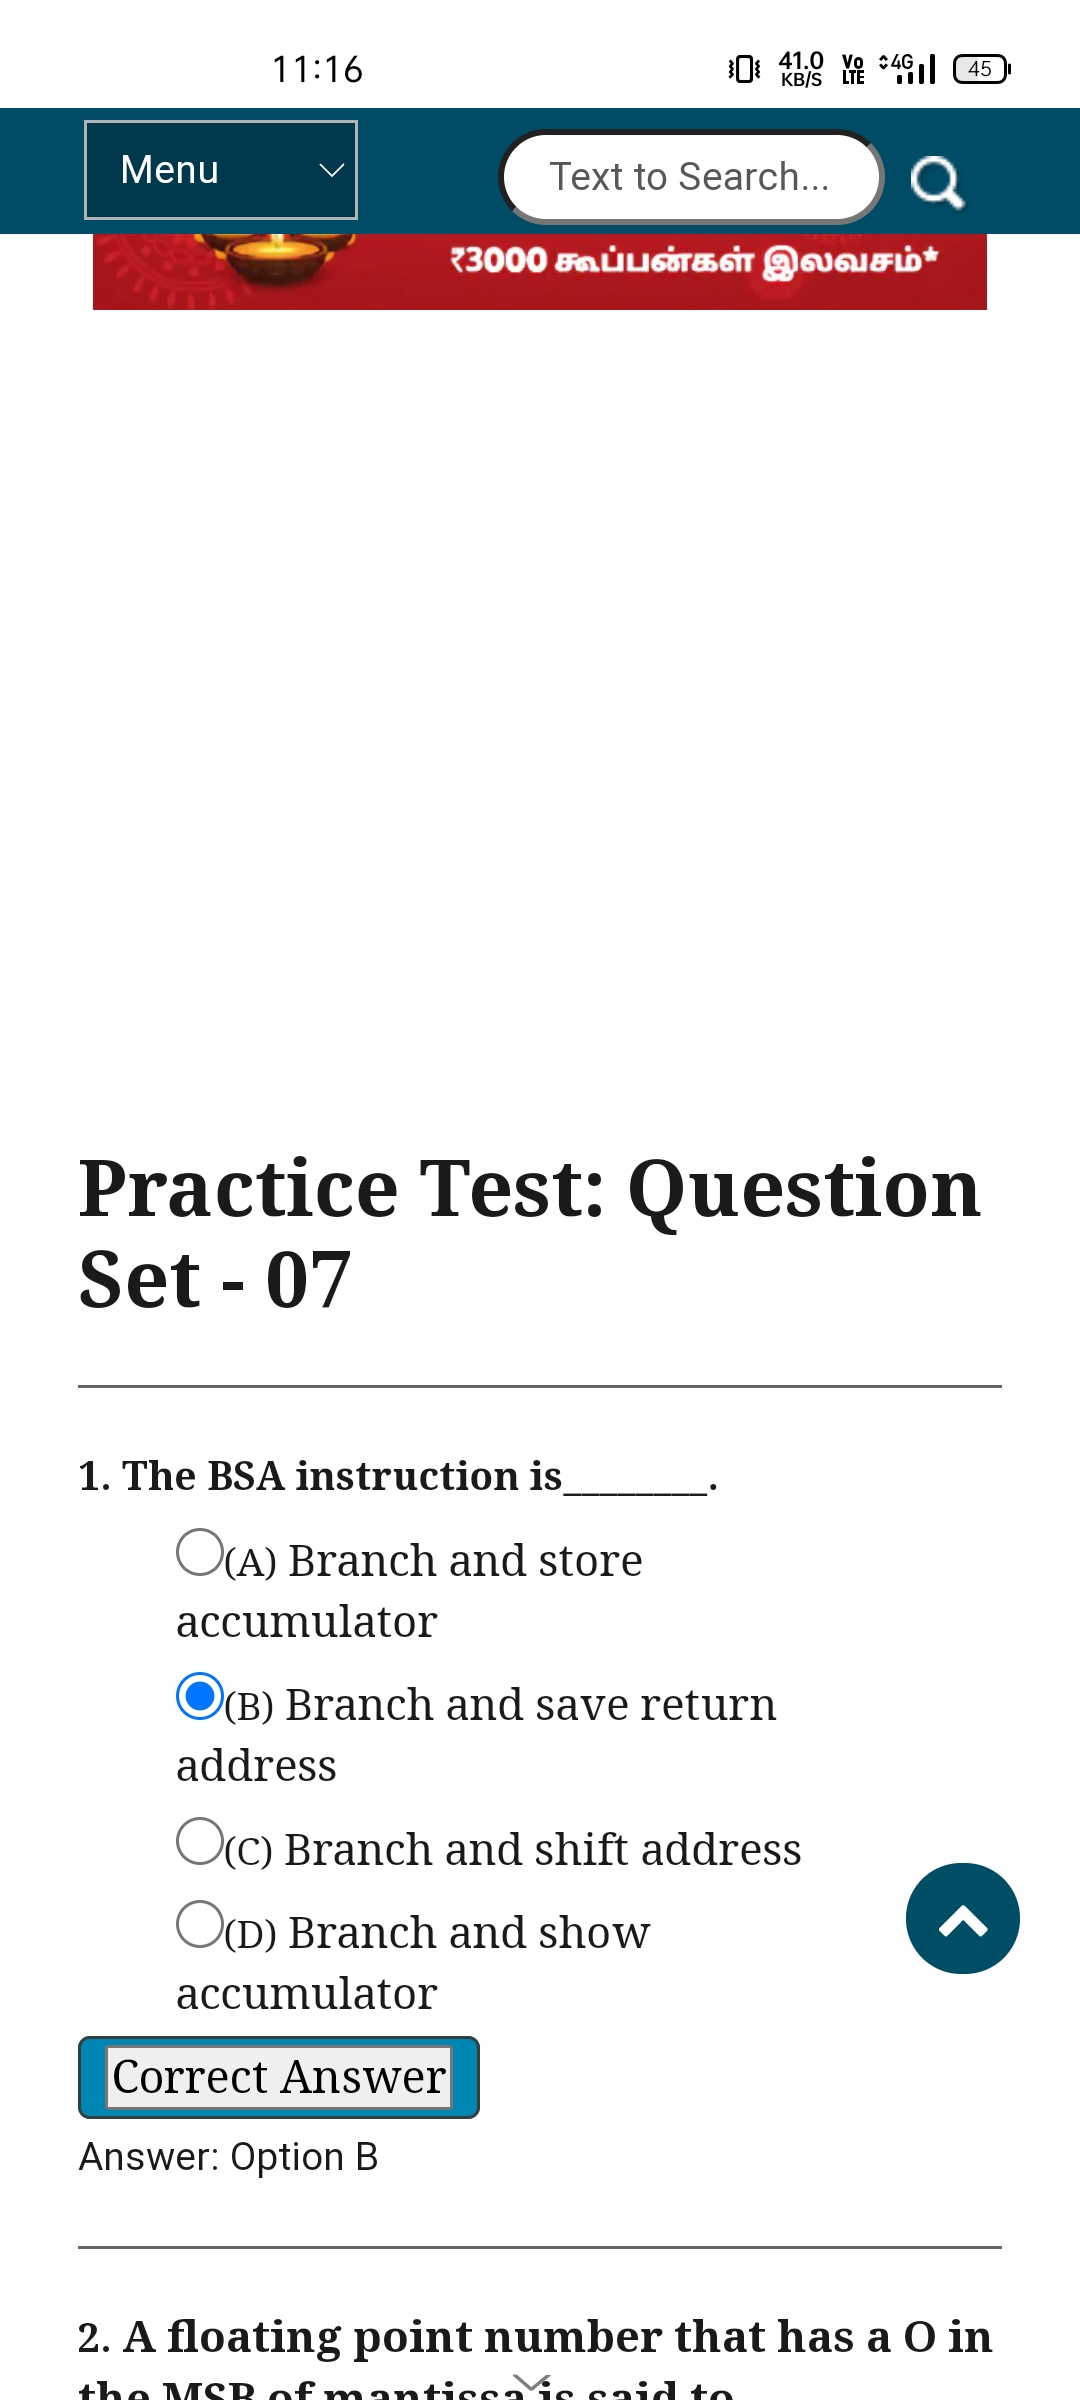 11:16
41.0 KB/S Vo LTE 4G 45
Menu
Text to Search...
₹3000 கூப்பன்கள் இலவசம்*
Practice Test: Question
Set - 07
1. The BSA instruction is________.
(A) Branch and store
accumulator
(B) Branch and save return
address
(C) Branch and shift address
(D) Branch and show
accumulator
Correct Answer
Answer: Option B
2. A floating point number that has a O in
the MSB of mantissa is said to